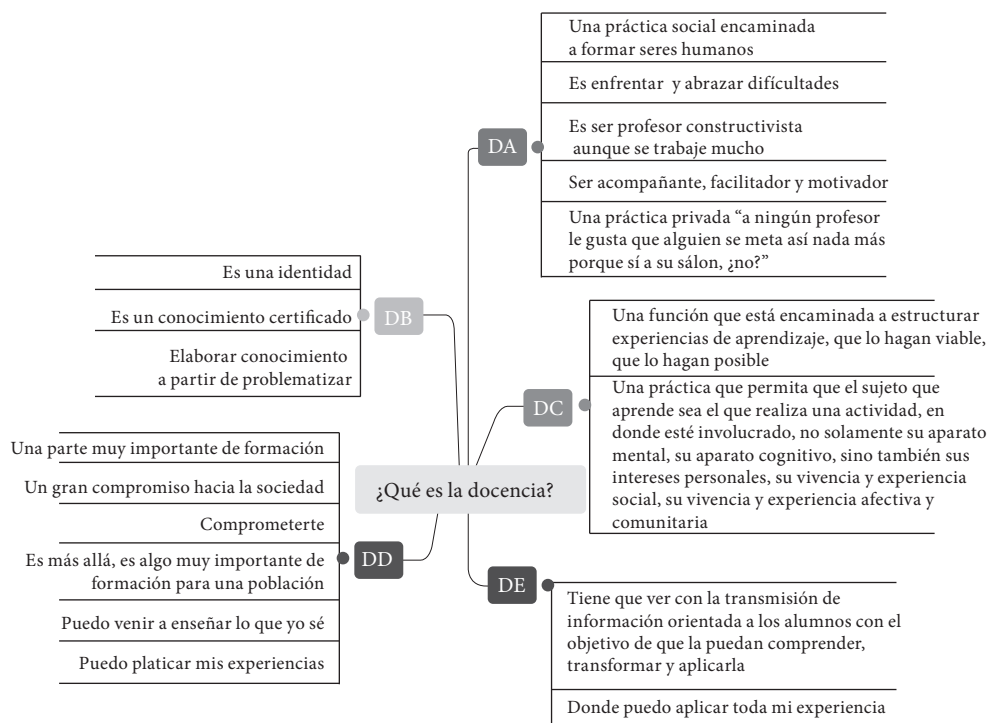 ¿Qué es la docencia?
DA
Una práctica social encaminada
a formar seres humanos
Es enfrentar y abrazar difícultades
Es ser profesor constructivista
aunque se trabaje mucho
Ser acompañante, facilitador y motivador
Una práctica privada “a ningún profesor
le gusta que alguien se meta así nada más
porque sí a su sálon, ¿no?”
DB
Es una identidad
Es un conocimiento certificado
Elaborar conocimiento
a partir de problematizar
DC
Una función que está encaminada a estructurar
experiencias de aprendizaje, que lo hagan viable,
que lo hagan posible
Una práctica que permita que el sujeto que
aprende sea el que realiza una actividad, en
donde esté involucrado, no solamente su aparato
mental, su aparato cognitivo, sino también sus
intereses personales, su vivencia y experiencia
social, su vivencia y experiencia afectiva y
comunitaria
DD
Una parte muy importante de formación
Un gran compromiso hacia la sociedad
Comprometerte
Es más allá, es algo muy importante de
formación para una población
Puedo venir a enseñar lo que yo sé
Puedo platicar mis experiencias
DE
Tiene que ver con la transmisión de
información orientada a los alumnos con el
objetivo de que la puedan comprender,
transformar y aplicarla
Donde puedo aplicar toda mi experiencia